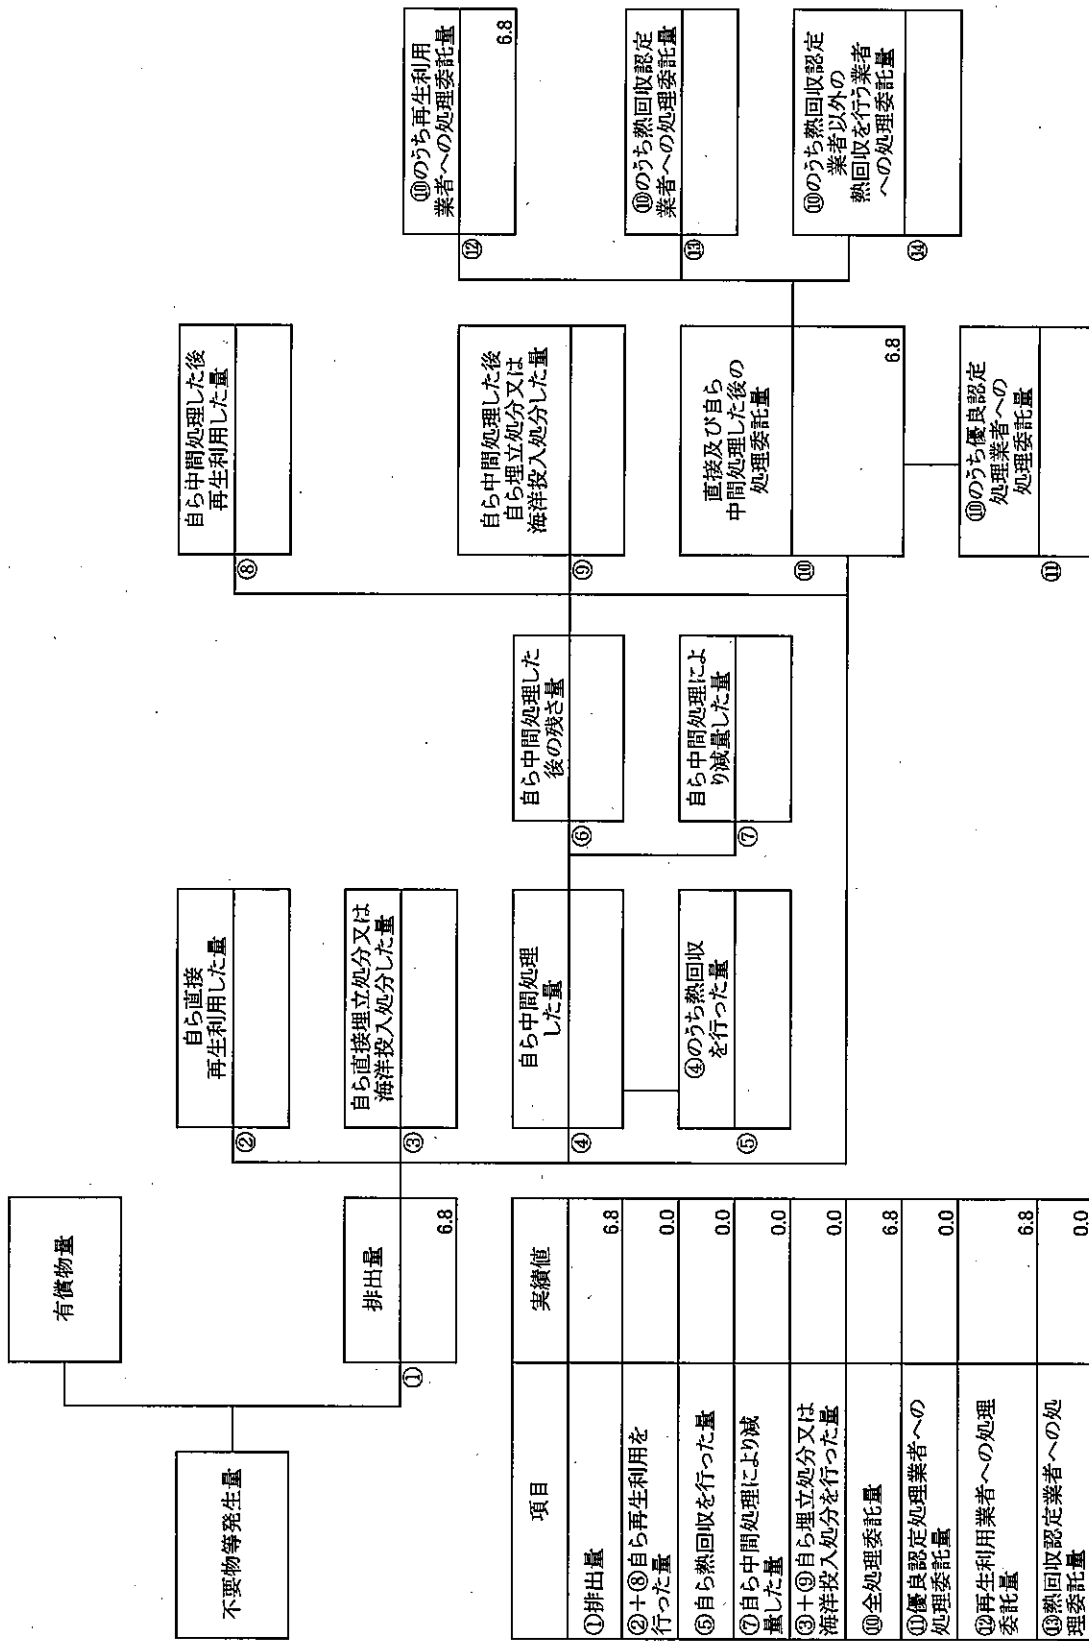 有償物量
不要物等発生量
排出量
①
6.8
自ら直接
再生利用した量
②
自ら直接埋立処分又は
海洋投入処分した量
③
自ら中間処理
した量
④
④のうち熱回収
を行った量
⑤
自ら中間処理した
後の残さ量
⑥
自ら中間処理によ
り減量した量
⑦
自ら中間処理した後
再生利用した量
⑧
自ら中間処理した後
自ら埋立処分又は
海洋投入処分した量
⑨
直接及び自ら
中間処理した後の
処理委託量
⑩
6.8
⑩のうち優良認定
処理業者への
処理委託量
⑪
⑩のうち再生利用
業者への処理委託量
⑫
6.8
⑩のうち熱回収認定
業者への処理委託量
⑬
⑩のうち熱回収認定
業者以外の
熱回収を行う業者
への処理委託量
⑭
項目 実績値
①排出量 6.8
②+⑧自ら再生利用を
行った量 0.0
⑤自ら熱回収を行った量 0.0
⑦自ら中間処理により減
量した量 0.0
③+⑨自ら埋立処分又は
海洋投入処分を行った量 0.0
⑩全処理委託量 6.8
⑪優良認定処理業者への
処理委託量 0.0
⑫再生利用業者への処理
委託量 6.8
⑬熱回収認定業者への処
理委託量 0.0